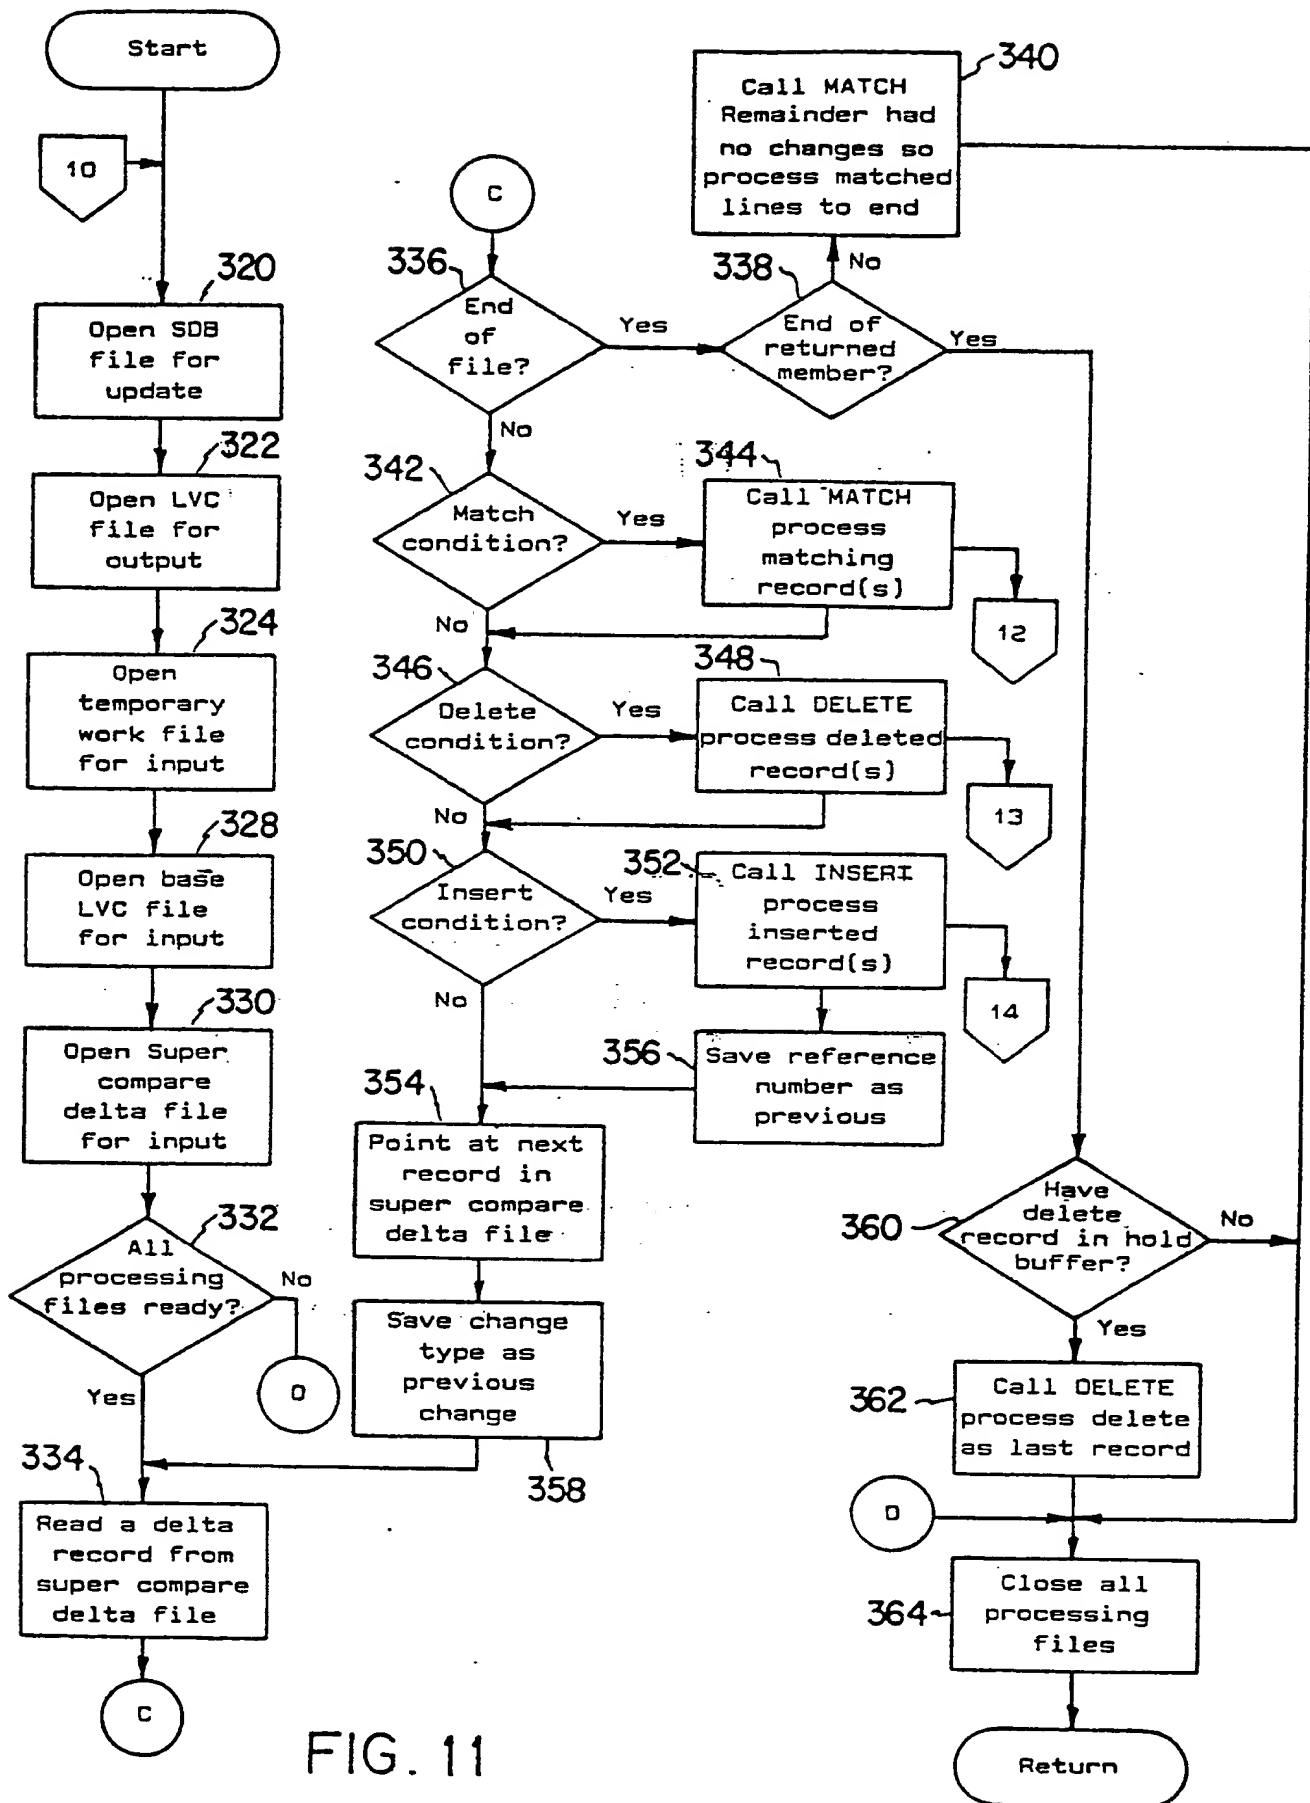 Start
10
320
Open SDB
file for
update
322
Open LVC
file for
output
324
Open
temporary
work file
for input
328
Open base
LVC file
for input
330
Open Super
compare
delta file
for input
332
All
processing
files ready?
No
D
Yes
334
Read a delta
record from
super compare
delta file
C
C
336
End
of
file?
Yes
No
338
End of
returned
member?
No
Yes
340
Call MATCH
Remainder had
no changes so
process matched
lines to end
342
Match
condition?
Yes
No
344
Call MATCH
process
matching
record(s)
12
346
Delete
condition?
Yes
No
348
Call DELETE
process deleted
record(s)
13
350
Insert
condition?
Yes
No
352
Call INSERT
process
inserted
record(s)
14
356
Save reference
number as
previous
354
Point at next
record in
super compare
delta file
Save change
type as
previous
change
358
360
Have
delete
record in hold
buffer?
No
Yes
362
Call DELETE
process delete
as last record
D
364
Close all
processing
files
Return
FIG. 11